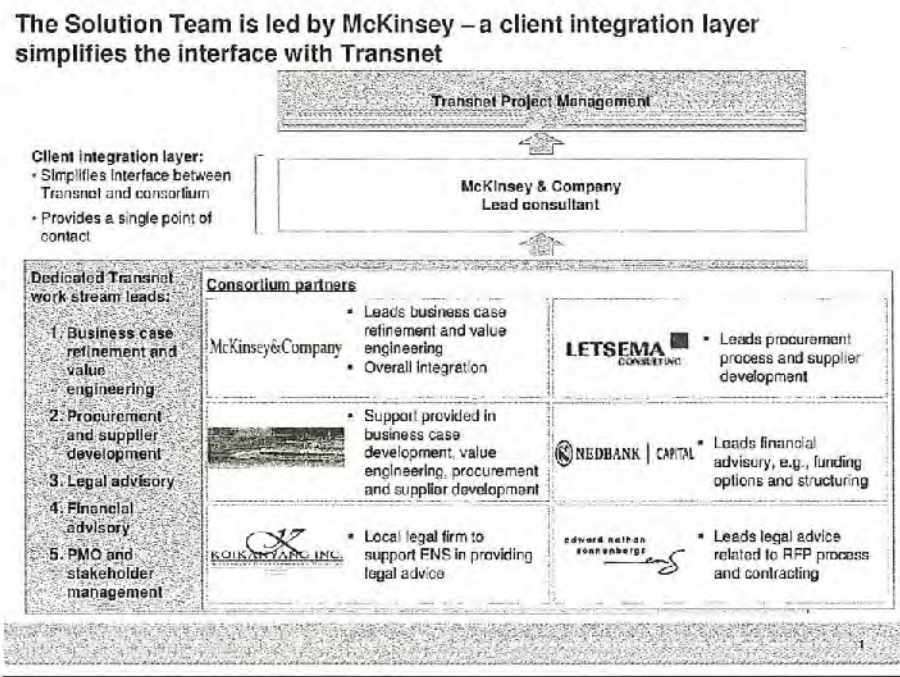 The Solution Team is led by McKinsey – a client integration layer
simplifies the interface with Transnet
Transnet Project Management
Client integration layer:
• Simplifies interface between
Transnet and consortium
• Provides a single point of
contact
McKinsey & Company
Lead consultant
Dedicated Transnet
work stream leads:
1. Business case
refinement and
value
engineering
2. Procurement
and supplier
development
3. Legal advisory
4. Financial
advisory
5. PMO and
stakeholder
management
Consortium partners
McKinsey&Company
• Leads business case
refinement and value
engineering
• Overall integration
LETSEMA
CONSULTING
• Leads procurement
process and supplier
development
• Support provided in
business case
development, value
engineering, procurement
and supplier development
NEDBANK | CAPITAL
• Leads financial
advisory, e.g., funding
options and structuring
KOIKANYANG INC.
• Local legal firm to
support ENS in providing
legal advice
edward nathan
sonnenbergs
ens
• Leads legal advice
related to RFP process
and contracting
1